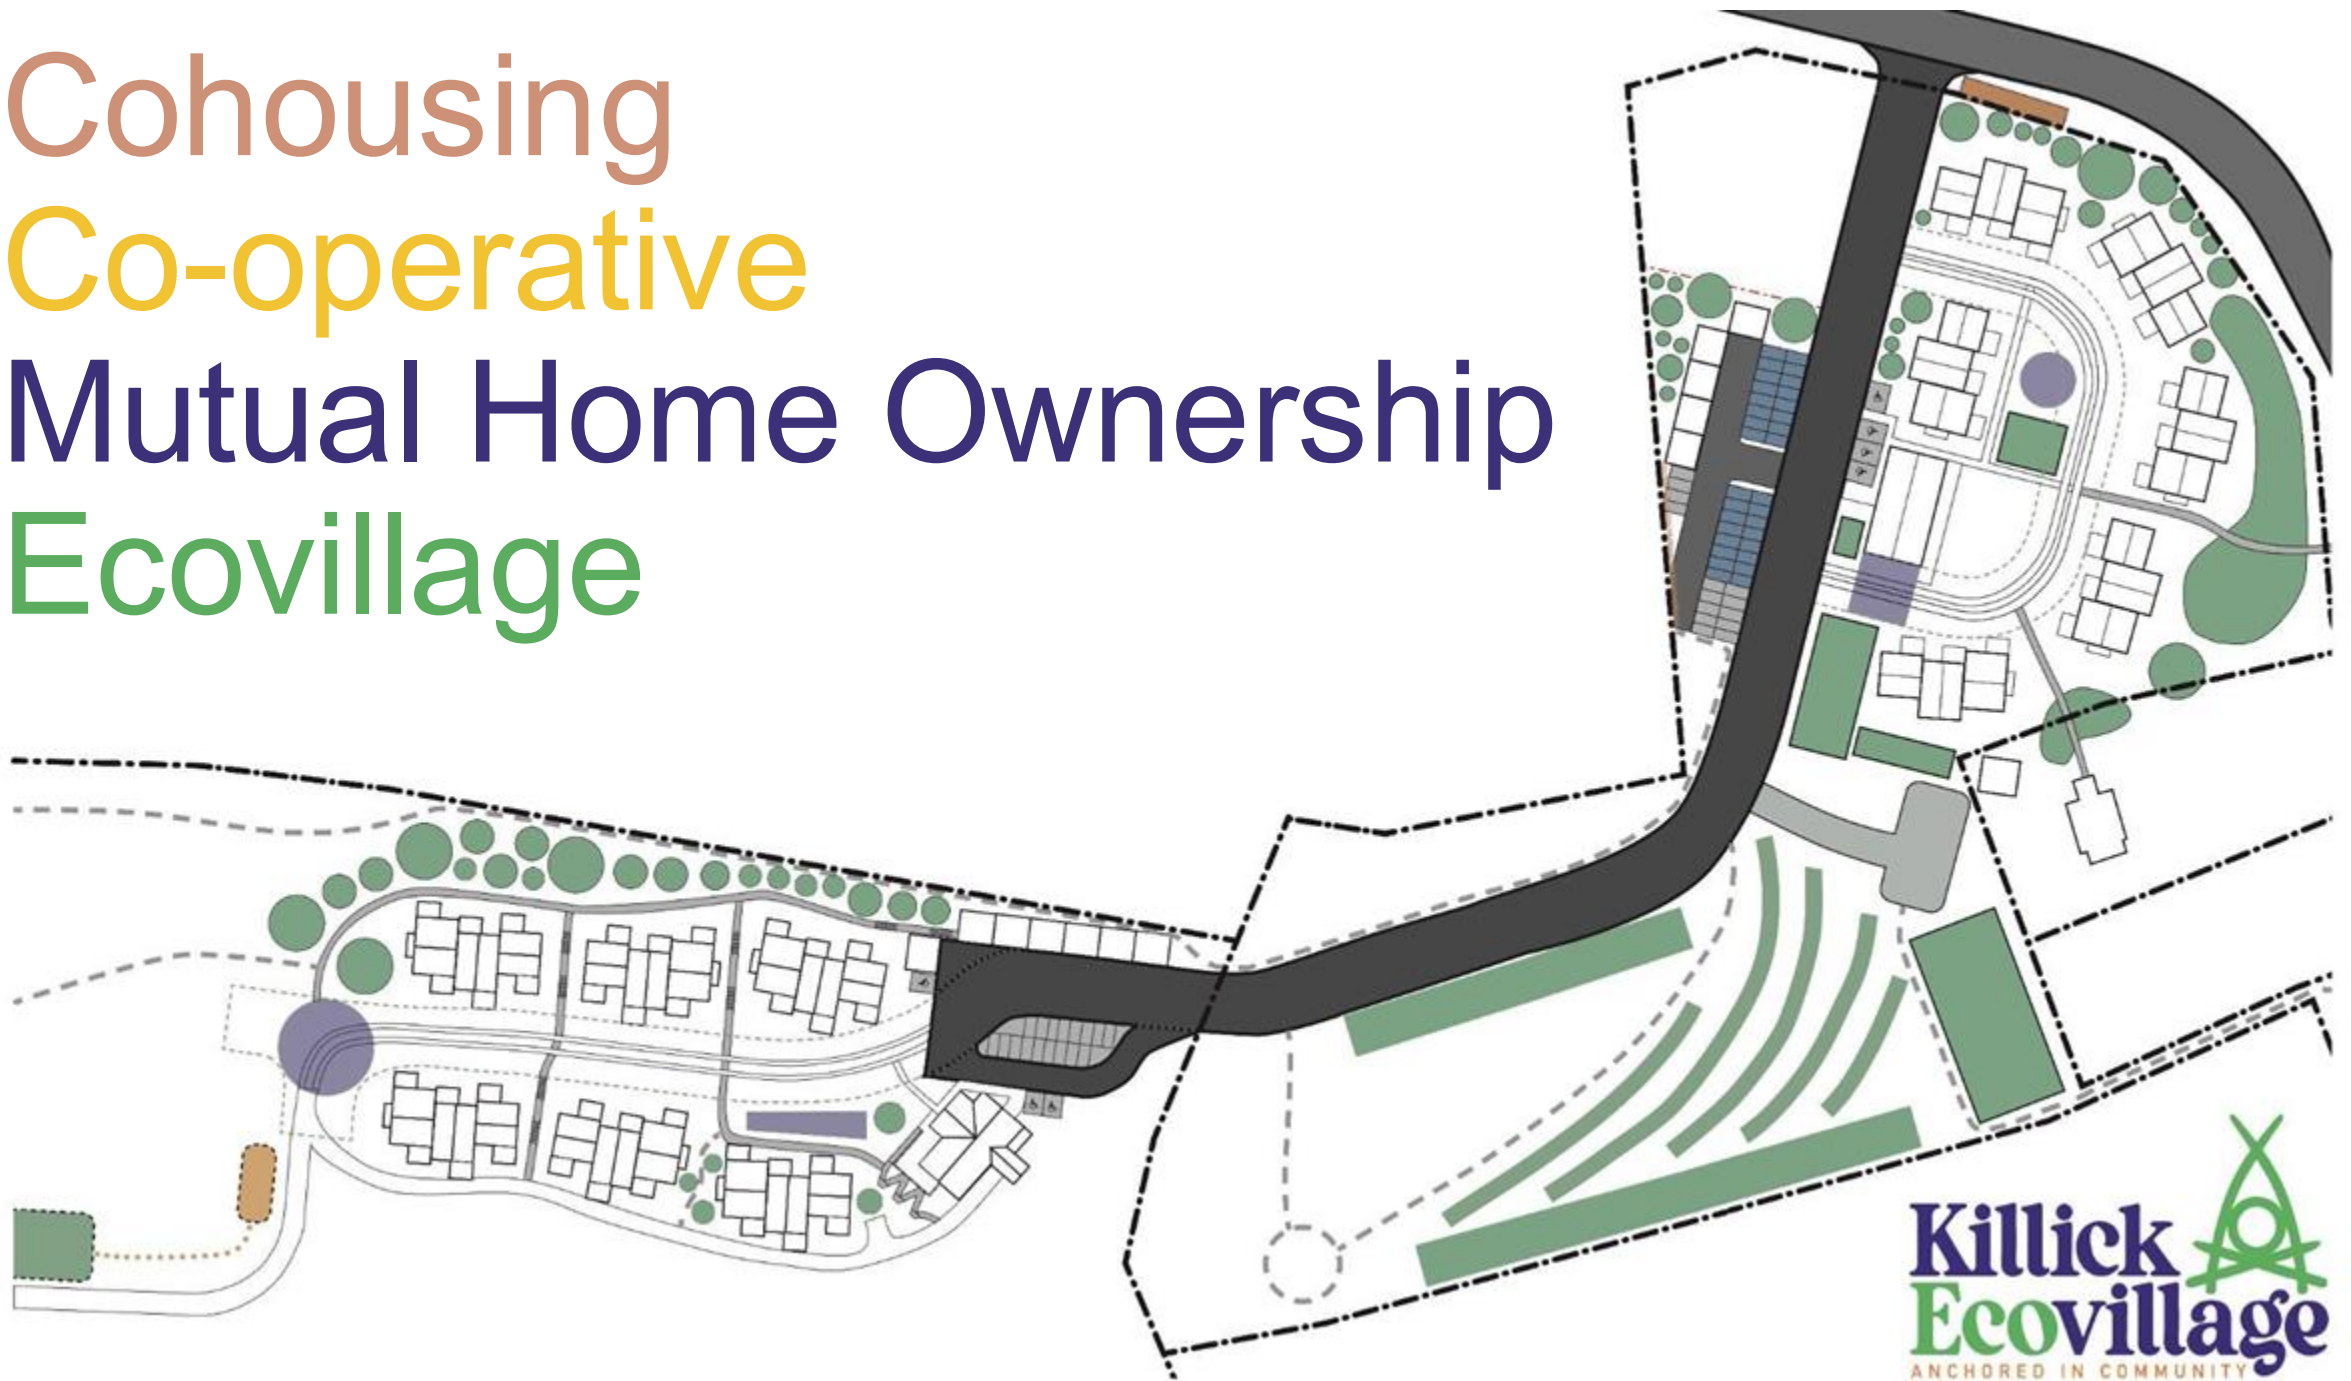 Cohousing
Co-operative
Mutual Home Ownership
Ecovillage
Killick
Ecovillage
ANCHORED IN COMMUNITY